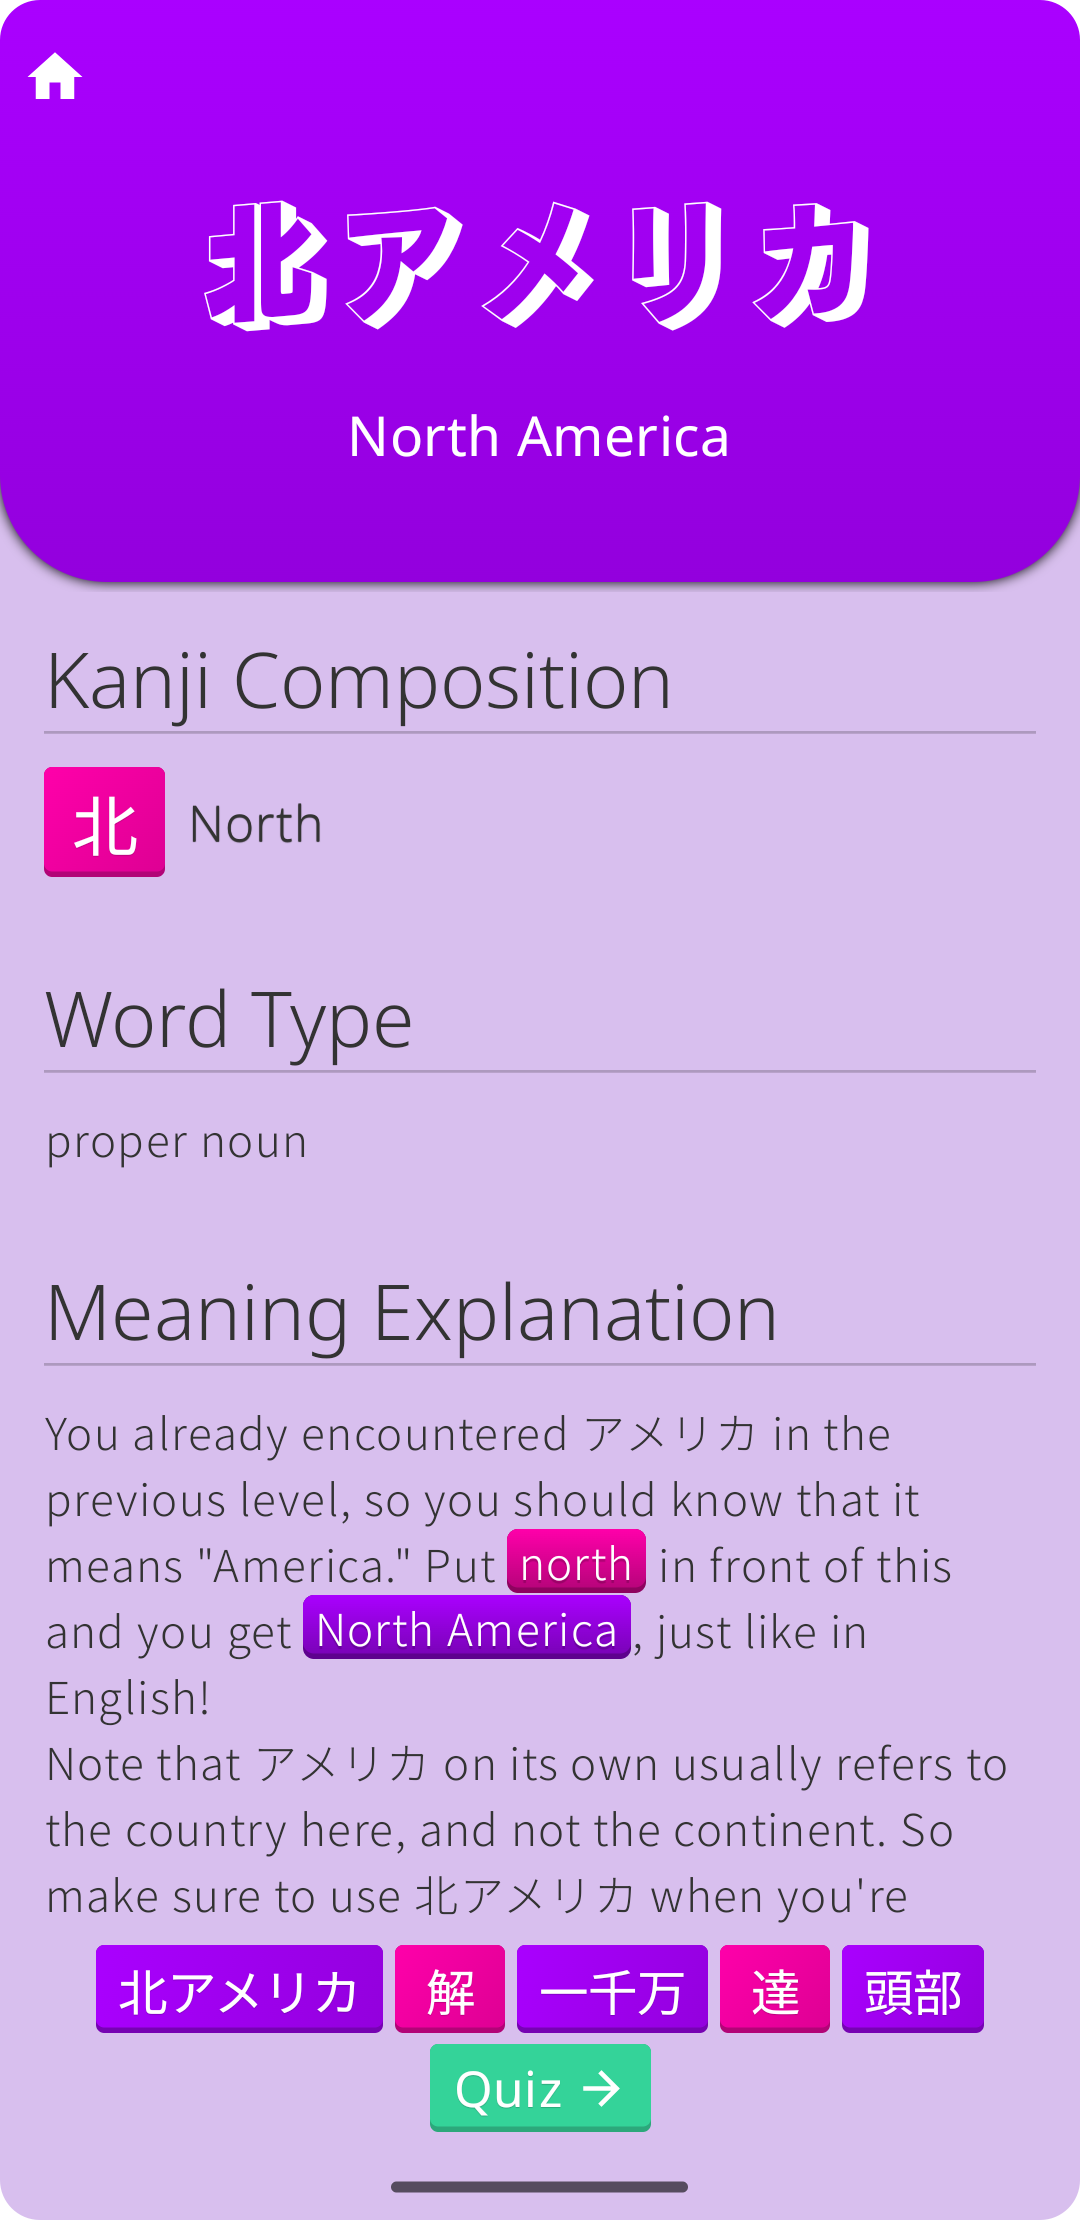 北アメリカ
North America
Kanji Composition
北 North
Word Type
proper noun
Meaning Explanation
You already encountered アメリカ in the
previous level, so you should know that it
means "America." Put north in front of this
and you get North America, just like in
English!
Note that アメリカ on its own usually refers to
the country here, and not the continent. So
make sure to use 北アメリカ when you're
北アメリカ 解 一千万 達 頭部
Quiz →